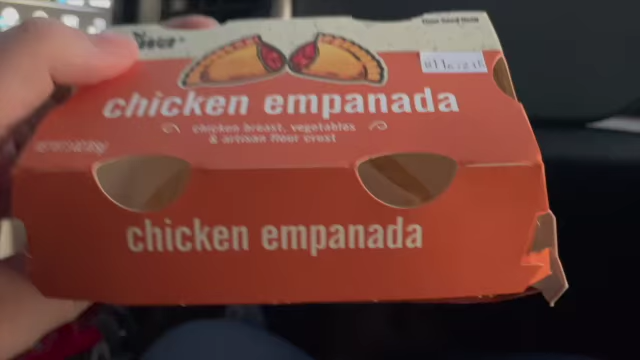 chicken empanada
chicken breast, vegetables
& artisan flour crust
chicken empanada